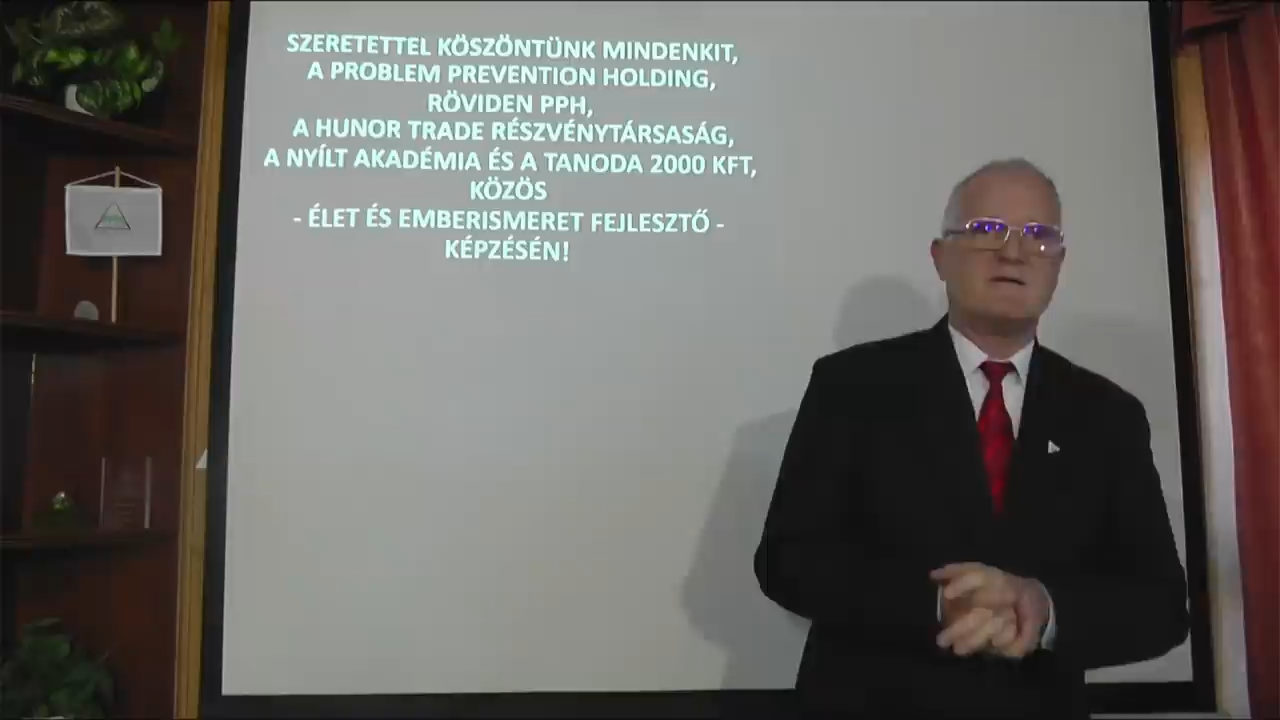 SZERETETTEL KÖSZÖNTÜNK MINDENKIT,
A PROBLEM PREVENTION HOLDING,
RÖVIDEN PPH,
A HUNOR TRADE RÉSZVÉNYTÁRSASÁG,
A NYÍLT AKADÉMIA ÉS A TANODA 2000 KFT,
KÖZÖS
- ÉLET ÉS EMBERISMERET FEJLESZTŐ -
KÉPZÉSÉN!